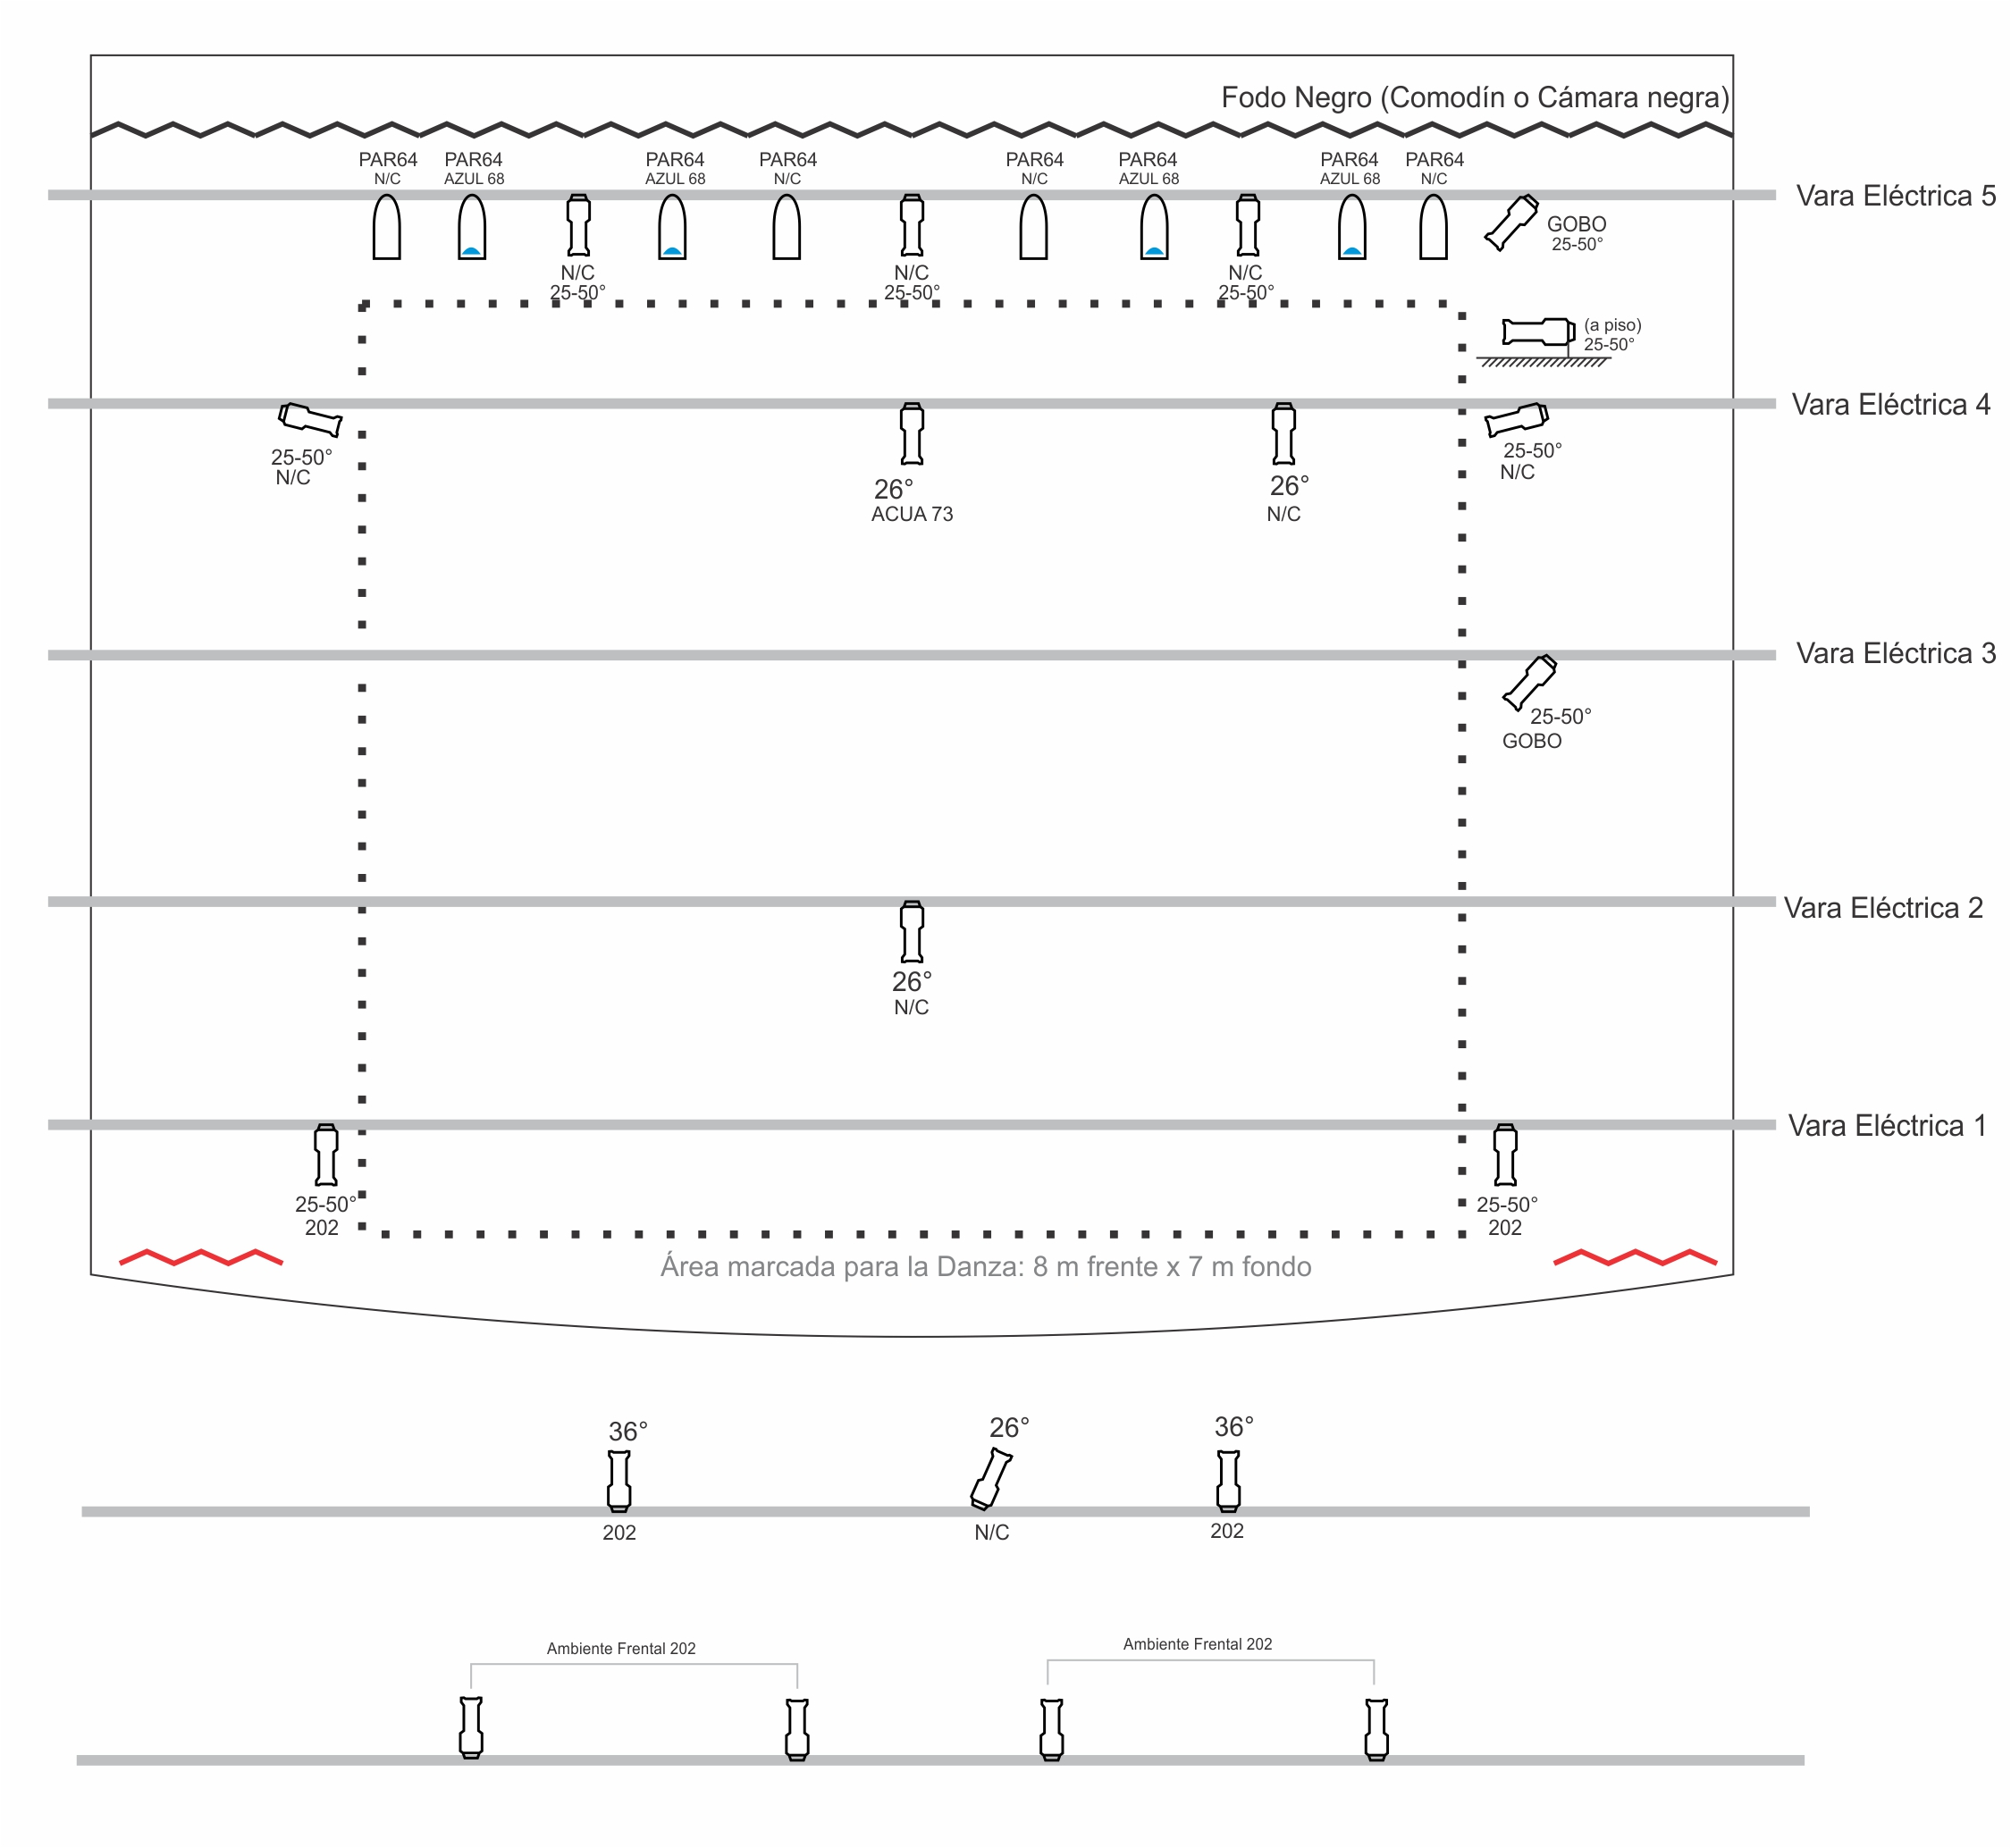 Fodo Negro (Comodín o Cámara negra)
PAR64
N/C
PAR64
AZUL 68
PAR64
AZUL 68
PAR64
N/C
PAR64
N/C
PAR64
AZUL 68
PAR64
AZUL 68
PAR64
N/C
Vara Eléctrica 5
GOBO
25-50°
N/C
25-50°
N/C
25-50°
N/C
25-50°
(a piso)
25-50°
Vara Eléctrica 4
25-50°
N/C
26°
ACUA 73
26°
N/C
25-50°
N/C
Vara Eléctrica 3
25-50°
GOBO
Vara Eléctrica 2
26°
N/C
Vara Eléctrica 1
25-50°
202
25-50°
202
Área marcada para la Danza: 8 m frente x 7 m fondo
36°
26°
36°
202
N/C
202
Ambiente Frental 202
Ambiente Frental 202